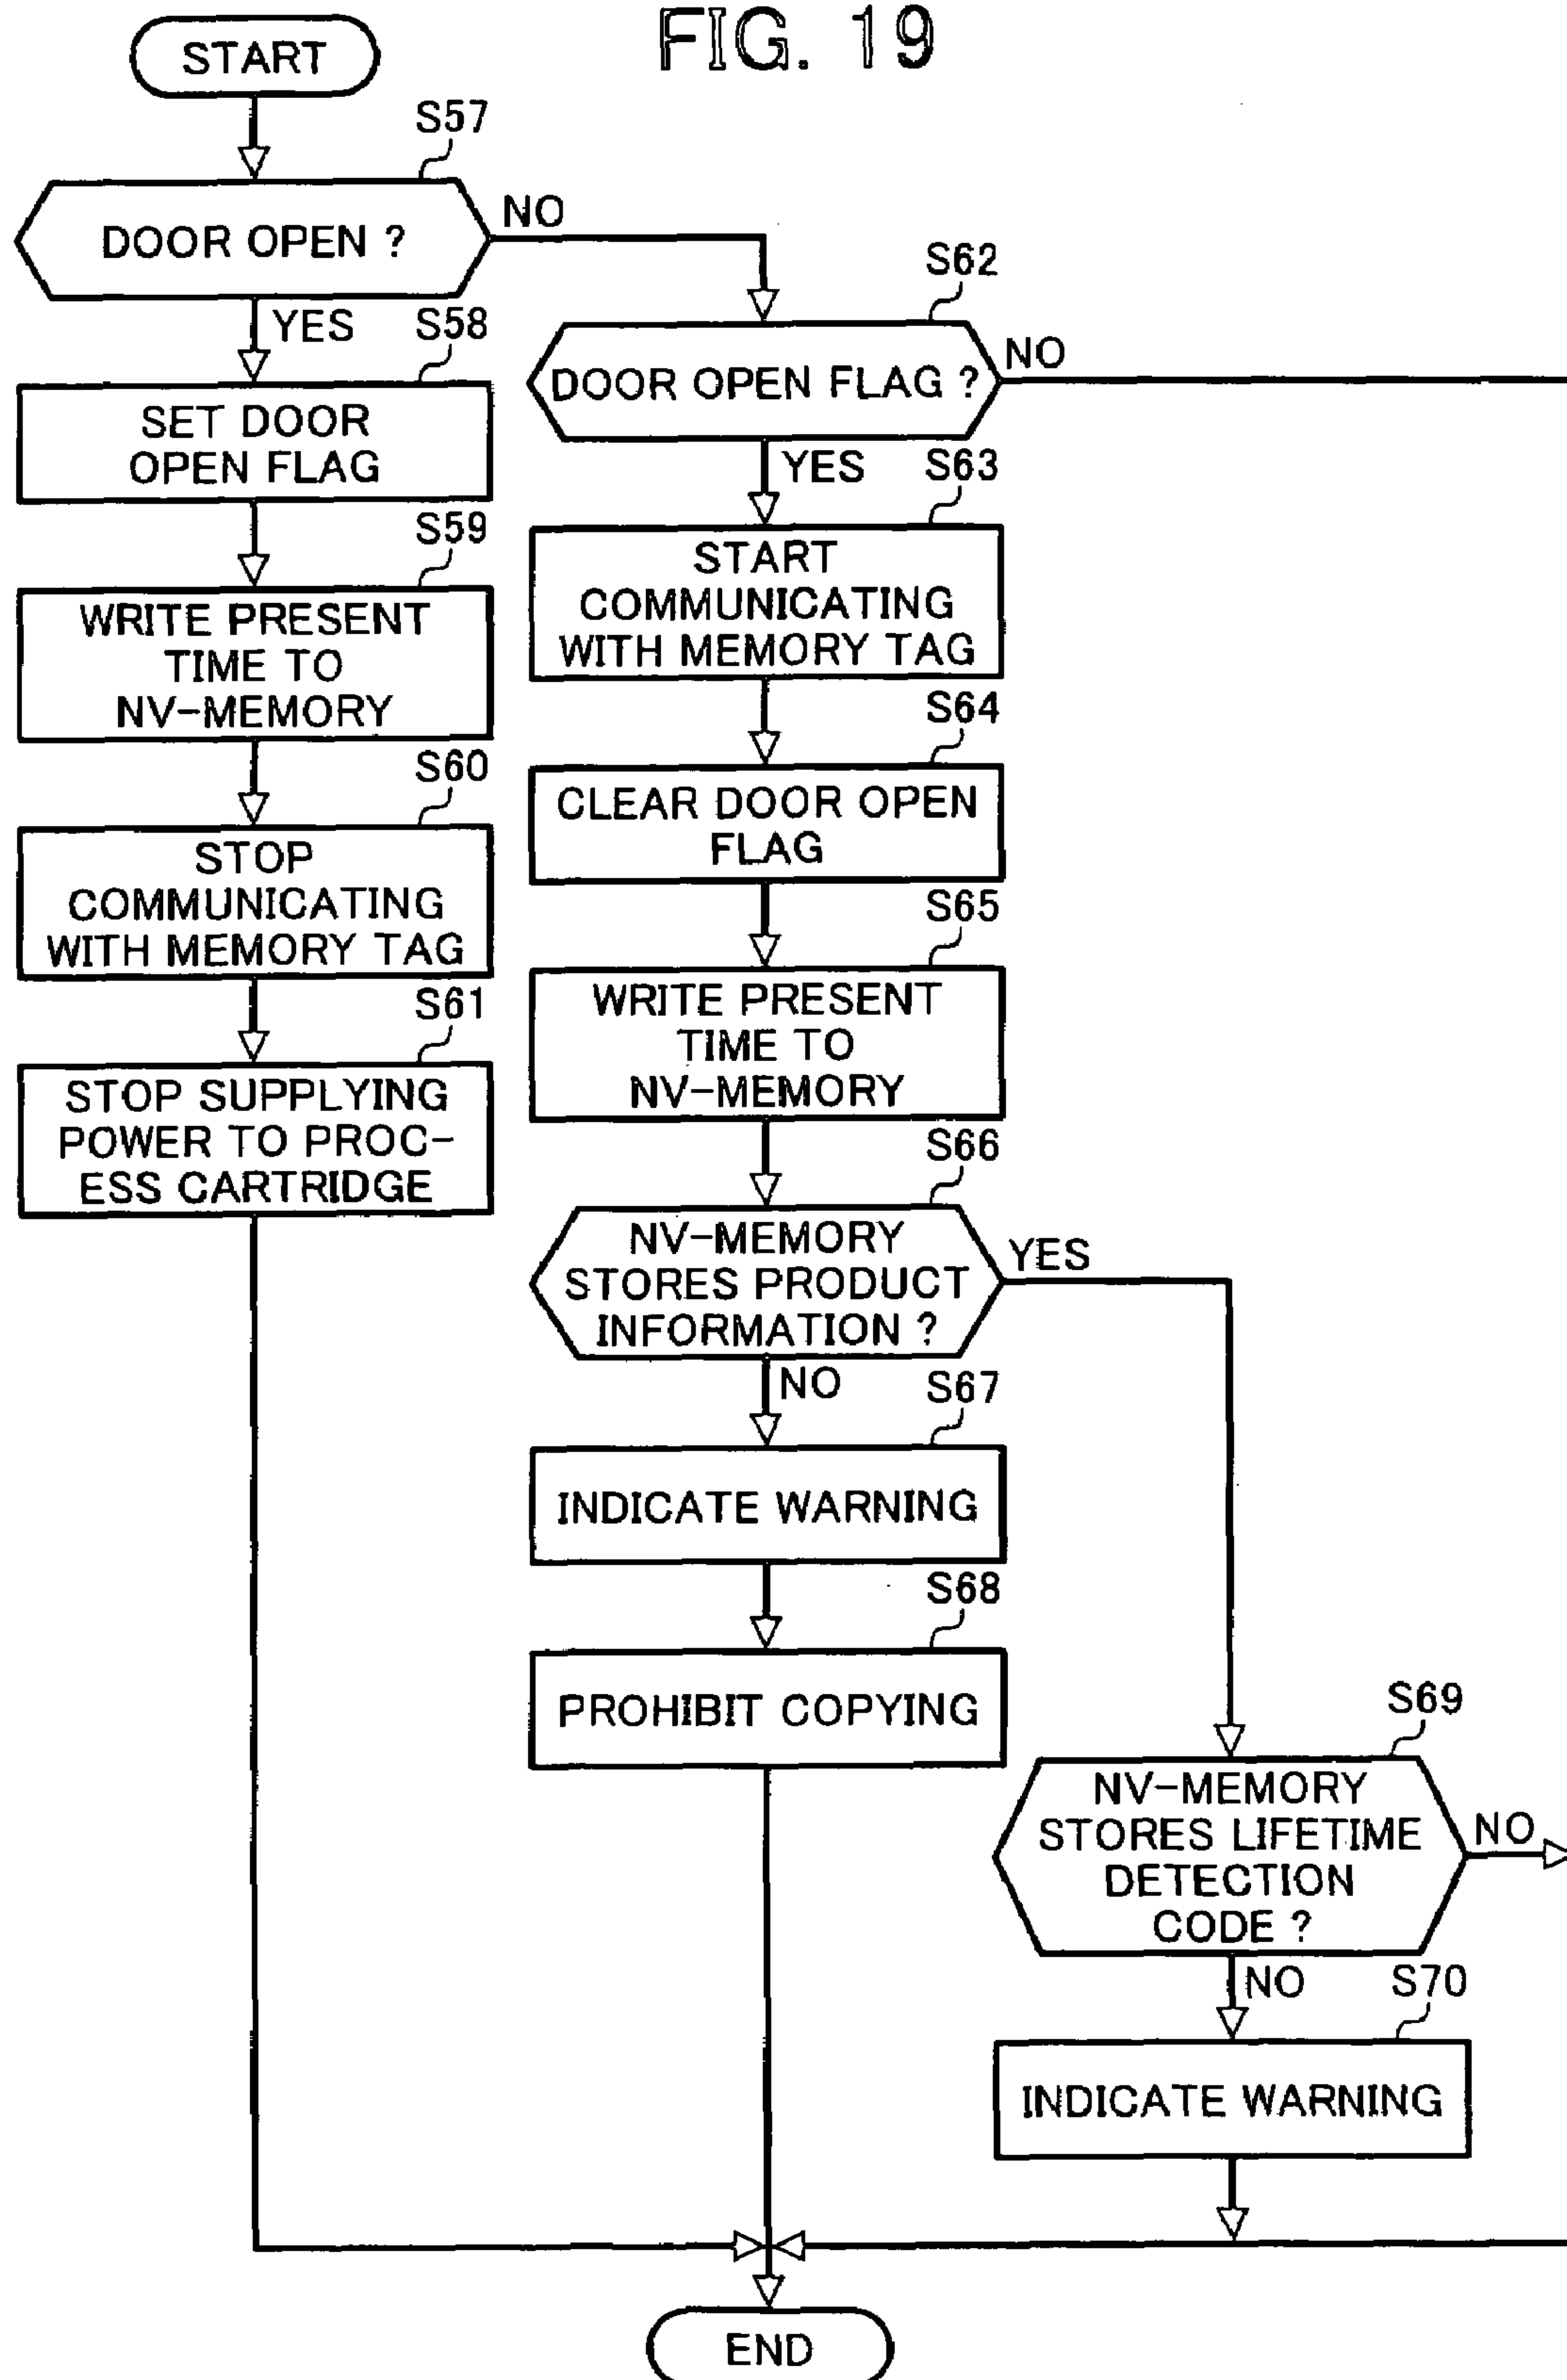 FIG. 19
START
S57
DOOR OPEN ?
NO
YES
S58
SET DOOR
OPEN FLAG
S59
WRITE PRESENT
TIME TO
NV-MEMORY
S60
STOP
COMMUNICATING
WITH MEMORY TAG
S61
STOP SUPPLYING
POWER TO PROC-
ESS CARTRIDGE
S62
DOOR OPEN FLAG ?
NO
YES
S63
START
COMMUNICATING
WITH MEMORY TAG
S64
CLEAR DOOR OPEN
FLAG
S65
WRITE PRESENT
TIME TO
NV-MEMORY
S66
NV-MEMORY
STORES PRODUCT
INFORMATION ?
YES
NO
S67
INDICATE WARNING
S68
PROHIBIT COPYING
S69
NV-MEMORY
STORES LIFETIME
DETECTION
CODE ?
NO
NO
S70
INDICATE WARNING
END